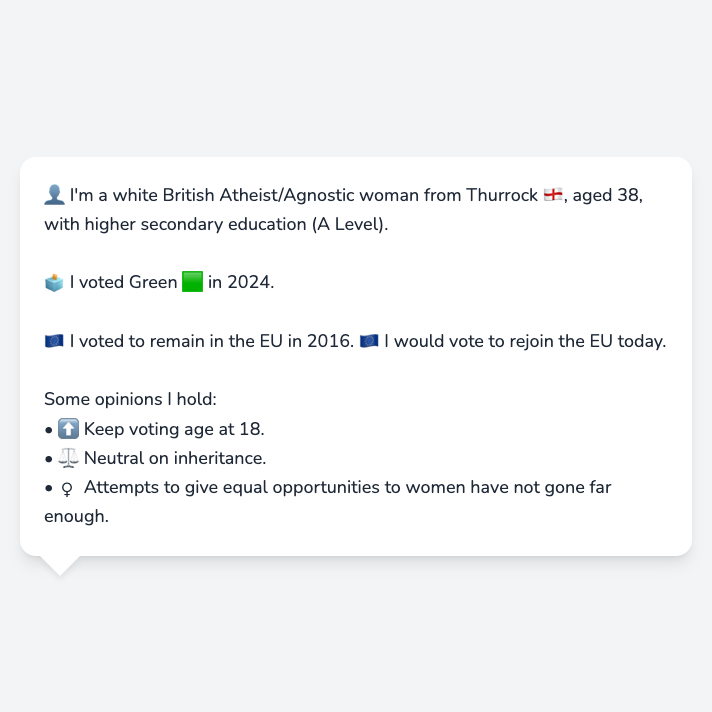 👤 I'm a white British Atheist/Agnostic woman from Thurrock 🏴󠁧󠁢󠁥󠁮󠁧󠁿, aged 38,
with higher secondary education (A Level).
🗳️ I voted Green 🟩 in 2024.
🇪🇺 I voted to remain in the EU in 2016. 🇪🇺 I would vote to rejoin the EU today.
Some opinions I hold:
• ⬆️ Keep voting age at 18.
• ⚖️ Neutral on inheritance.
• ♀ Attempts to give equal opportunities to women have not gone far
enough.